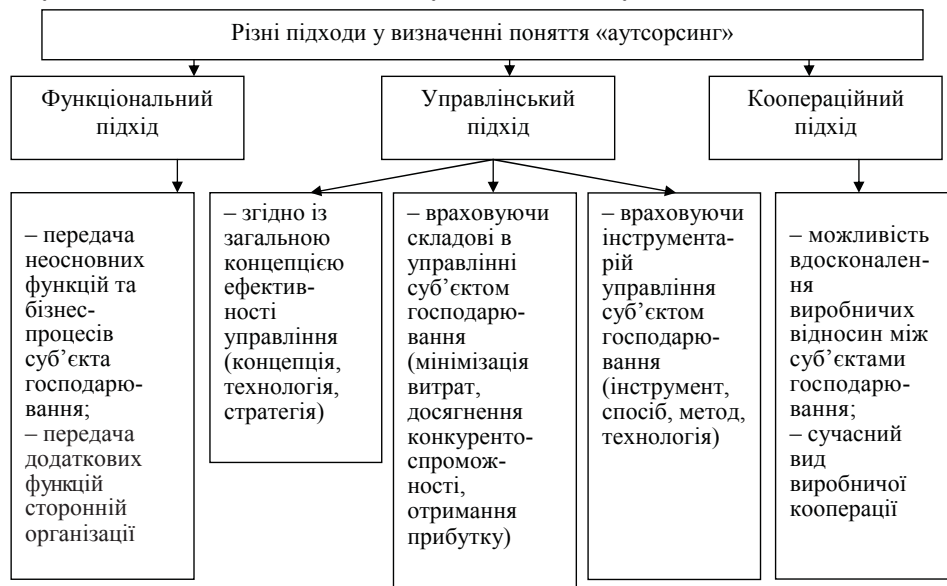 Різні підходи у визначенні поняття «аутсорсинг»
Функціональний
підхід
Управлінський
підхід
Коопераційний
підхід
– передача
неосновних
функцій та
бізнес-
процесів
суб’єкта
господарю-
вання;
– передача
додаткових
функцій
сторонній
організації
– згідно із
загальною
концепцією
ефектив-
ності
управління
(концепція,
технологія,
стратегія)
– враховуючи
складові в
управлінні
суб’єктом
господарю-
вання
(мінімізація
витрат,
досягнення
конкуренто-
спромож-
ності,
отримання
прибутку)
– враховуючи
інструмента-
рій
управління
суб’єктом
господарю-
вання
(інструмент,
спосіб, метод,
технологія)
– можливість
вдосконален-
ня
виробничих
відносин між
суб’єктами
господарю-
вання;
– сучасний
вид
виробничої
кооперації